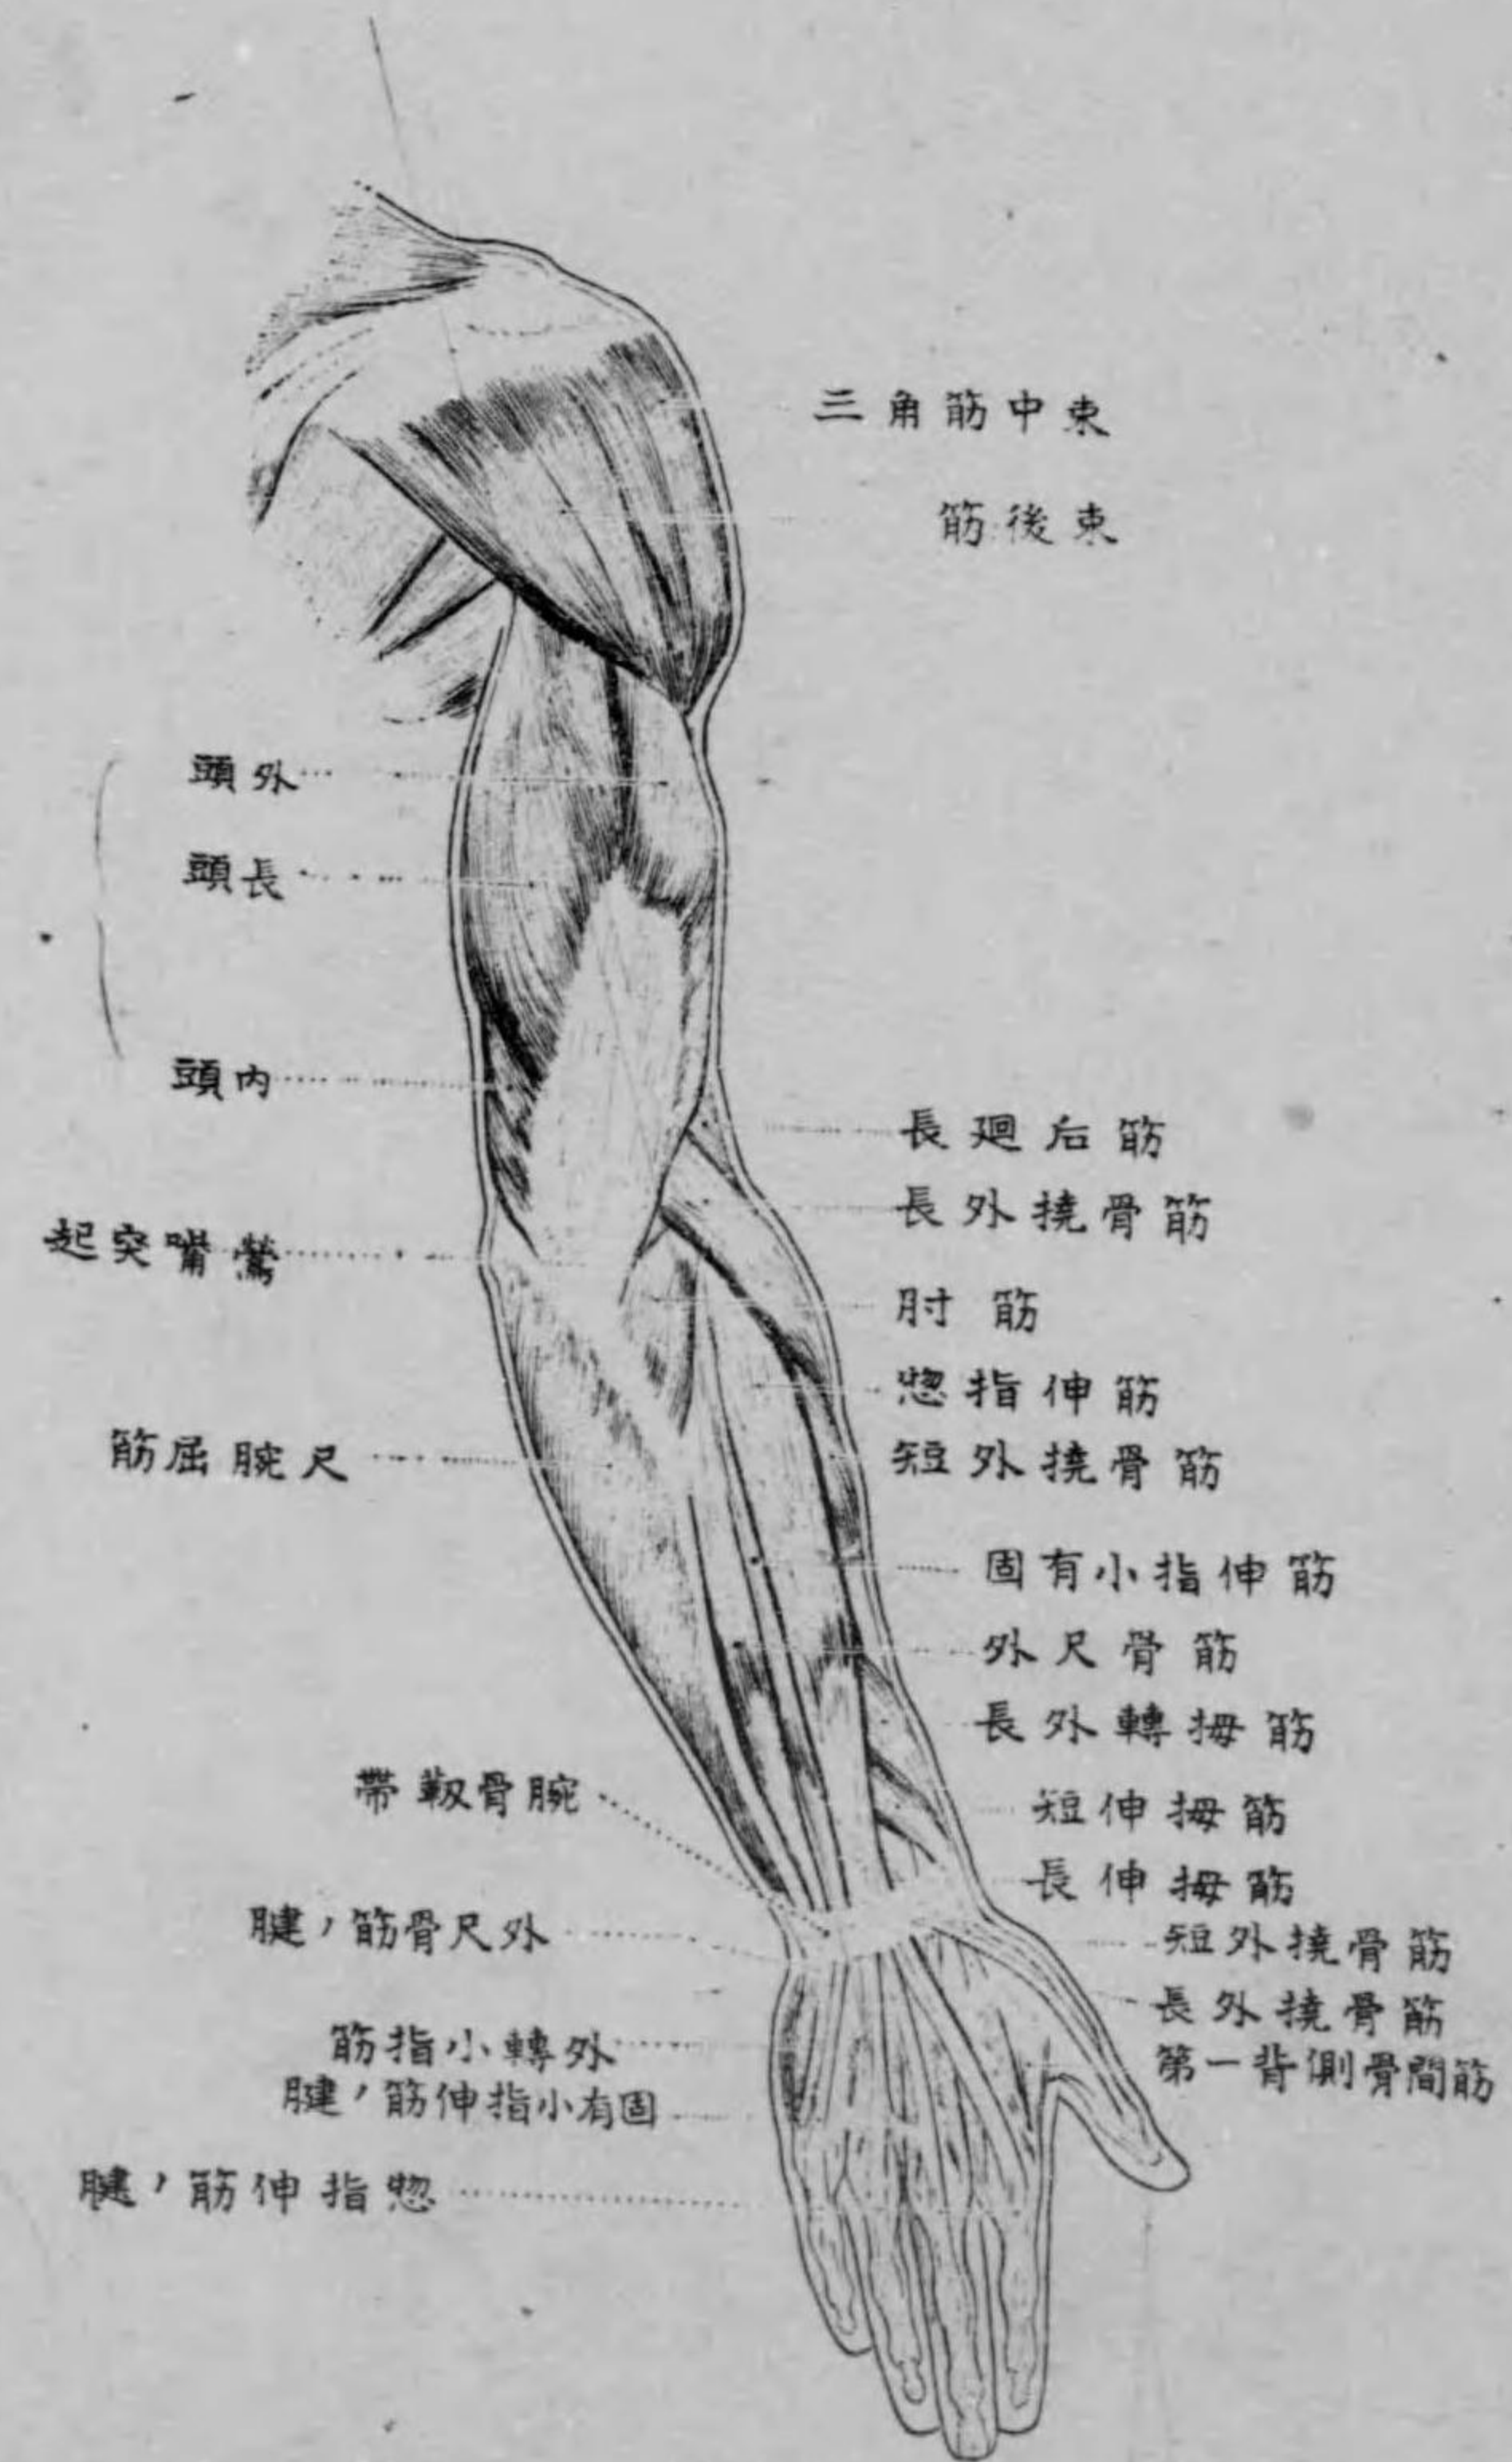 三角筋中束
筋後束
外頭
長頭
内頭
鶯嘴突起
尺腕屈筋
腕骨靱帶
外尺骨筋ノ腱
外轉小指筋
固有小指伸筋ノ腱
惣指伸筋ノ腱
長廻后筋
長外撓骨筋
肘筋
惣指伸筋
短外撓骨筋
固有小指伸筋
外尺骨筋
長外轉拇筋
短伸拇筋
長伸拇筋
短外撓骨筋
長外撓骨筋
第一背側骨間筋